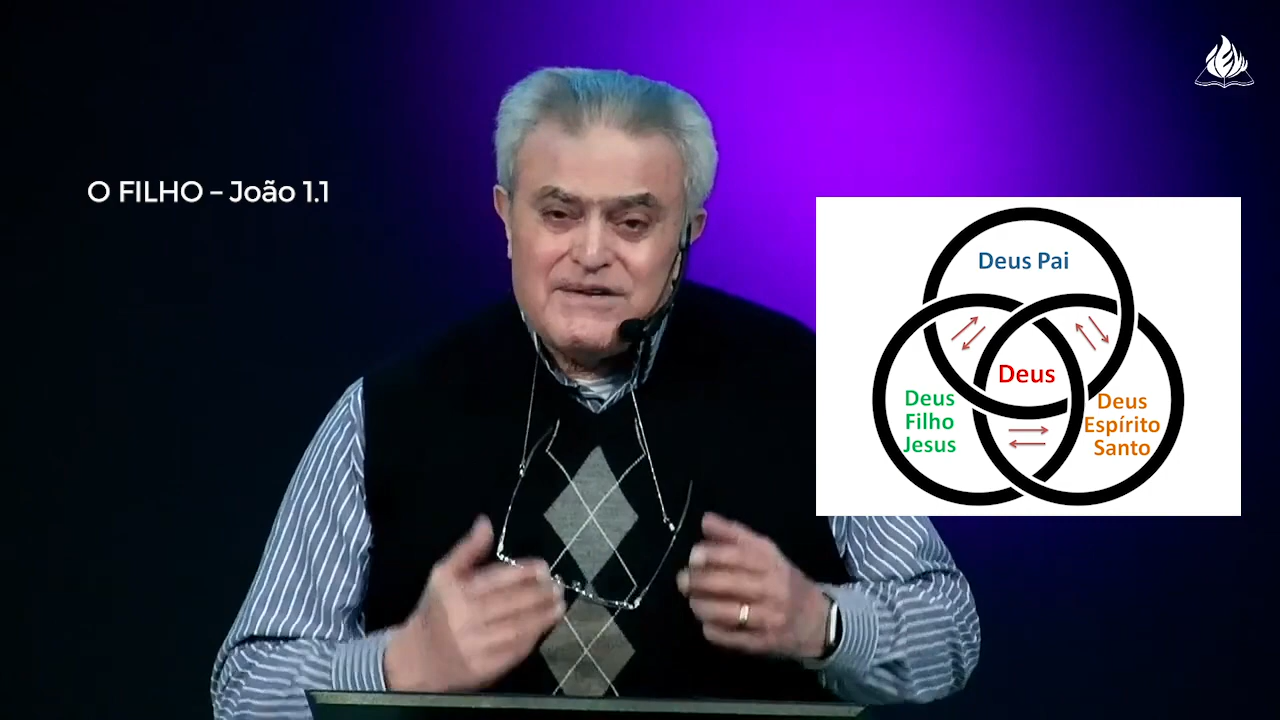 O FILHO – João 1.1
Deus Pai
Deus
Deus
Filho
Jesus
Deus
Espírito
Santo